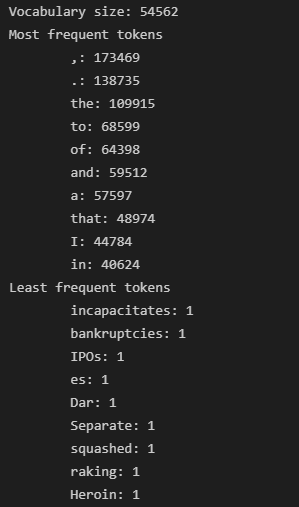 Vocabulary size: 54562
Most frequent tokens
,: 173469
.: 138735
the: 109915
to: 68599
of: 64398
and: 59512
a: 57597
that: 48974
I: 44784
in: 40624
Least frequent tokens
incapacitates: 1
bankruptcies: 1
IPOs: 1
es: 1
Dar: 1
Separate: 1
squashed: 1
raking: 1
Heroin: 1